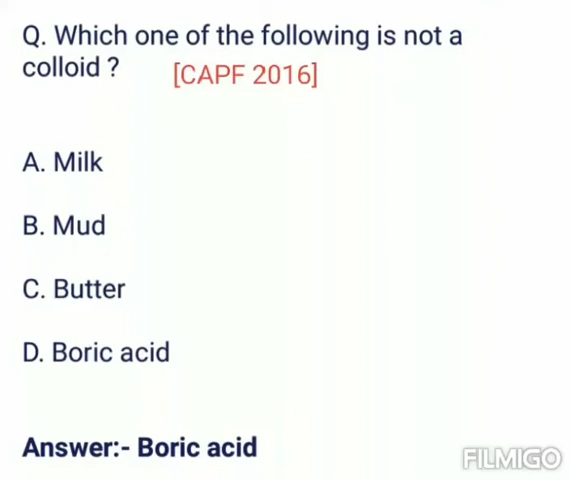 Q. Which one of the following is not a
colloid ? [CAPF 2016]
A. Milk
B. Mud
C. Butter
D. Boric acid
Answer:- Boric acid
FILMIGO